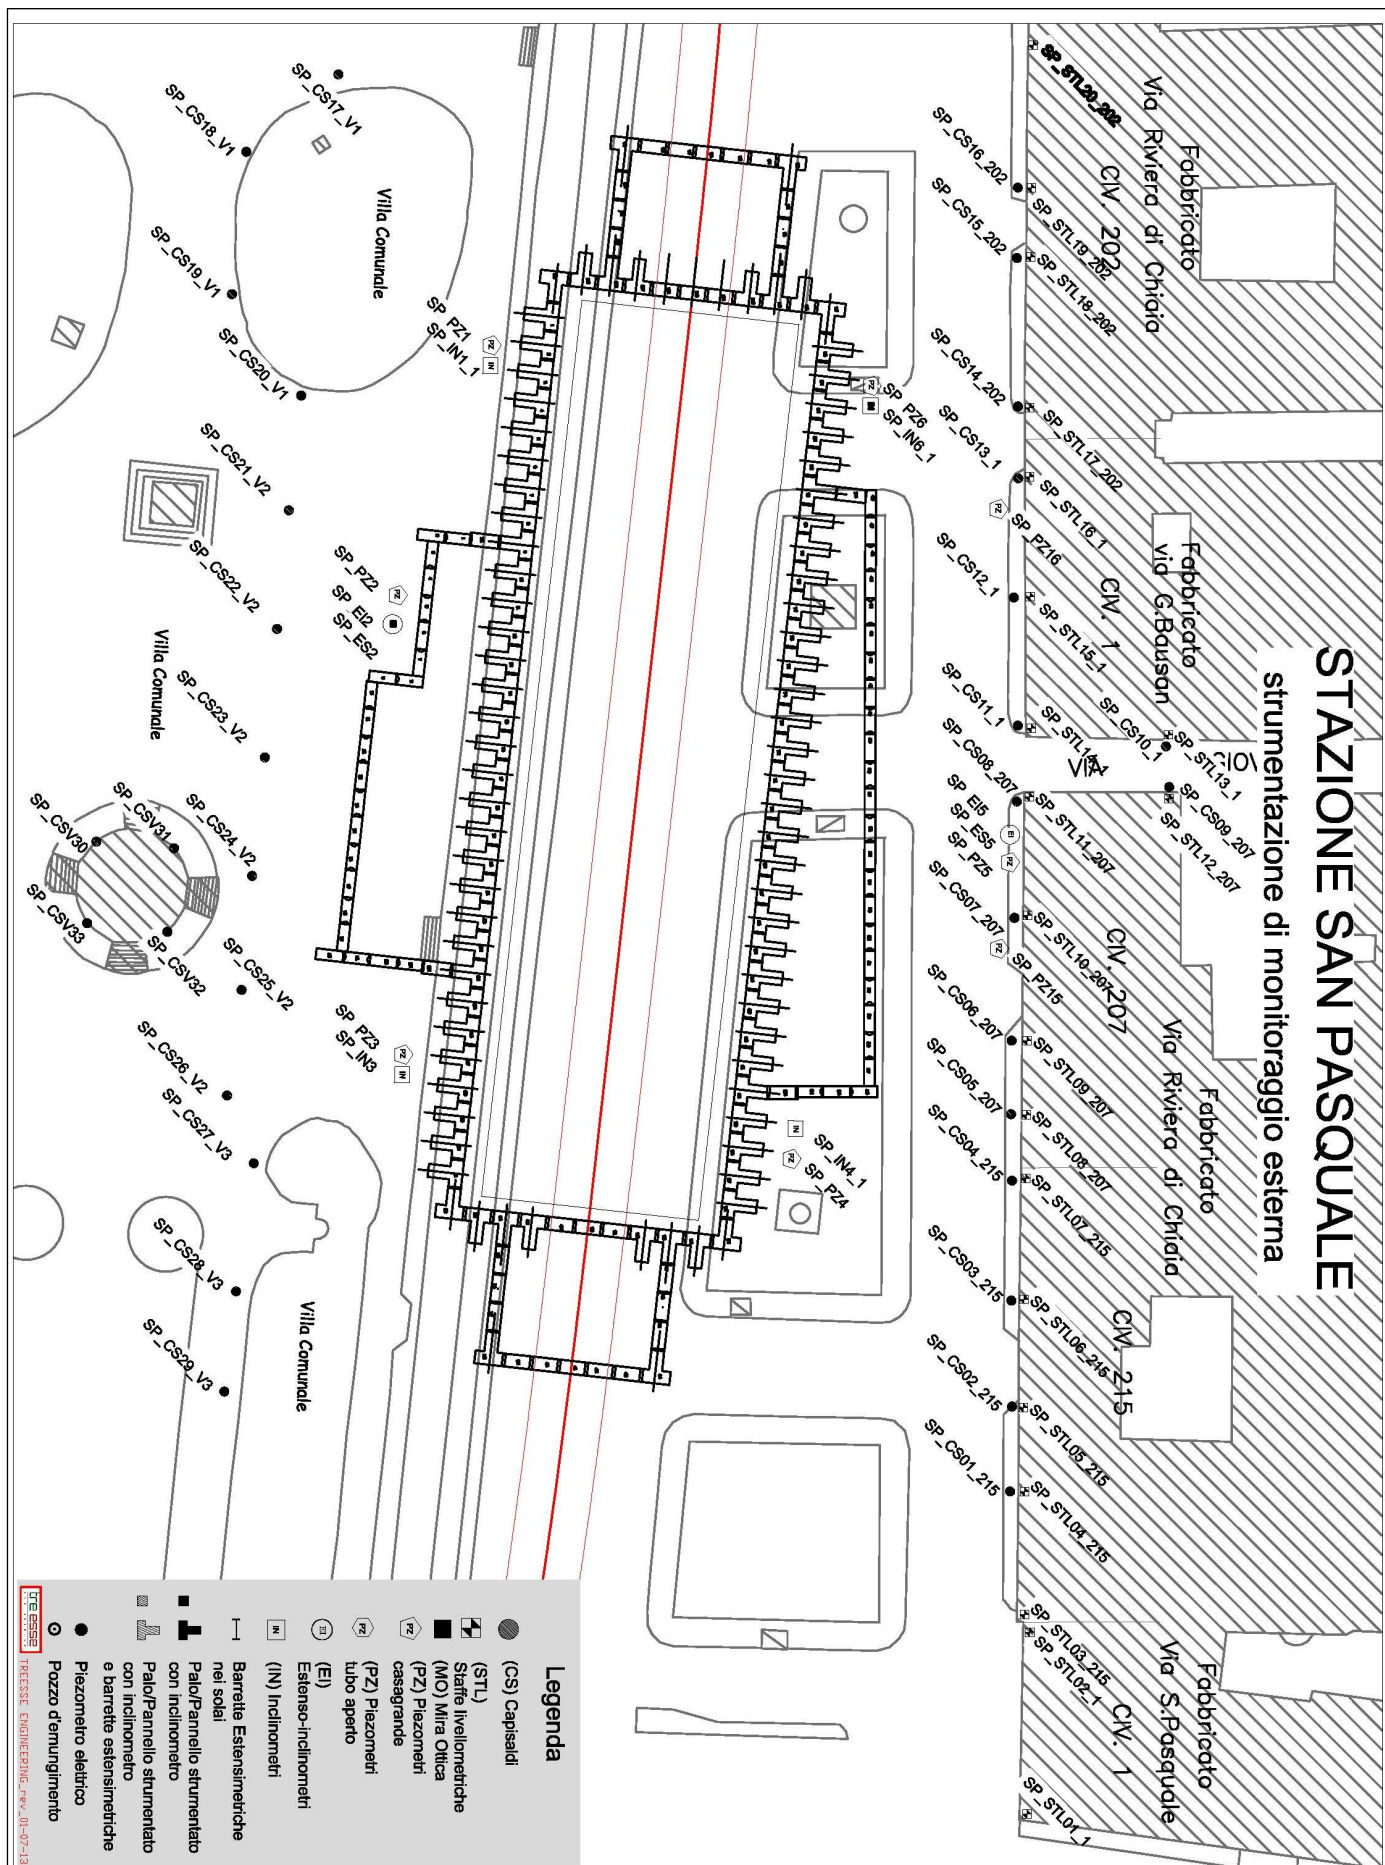 STAZIONE SAN PASQUALE
strumentazione di monitoraggio esterna
SP_STL20_202
Via Riviera di Chiaia
Fabbricato
CIV. 202
SP_CS16_202
SP_STL19_202
SP_CS15_202
SP_STL18_202
SP_CS14_202
SP_STL17_202
SP_CS13_1
SP_STL16_1
SP_PZ16
Fabbricato
via G.Bausan
CIV. 1
SP_CS12_1
SP_STL15_1
SP_CS11_1
SP_STL14_1
SP_CS10_1
SP_STL13_1
VIA
GIOV
SP_CS09_207
SP_STL12_207
SP_CS08_207
SP_STL11_207
SP_EI5
SP_ES5
SP_PZ5
SP_CS07_207
SP_STL10_207
SP_PZ15
CIV. 207
SP_CS06_207
SP_STL09_207
Fabbricato
Via Riviera di Chiaia
SP_CS05_207
SP_STL08_207
SP_CS04_215
SP_STL07_215
SP_CS03_215
SP_STL06_215
CIV. 215
SP_CS02_215
SP_STL05_215
SP_CS01_215
SP_STL04_215
SP_STL03_215
SP_STL02_1
Fabbricato
Via S.Pasquale
CIV. 1
SP_STL01_1
SP_PZ6
SP_IN6_1
SP_IN4_1
SP_PZ4
SP_PZ1
SP_IN1_1
SP_PZ2
SP_EI2
SP_ES2
SP_PZ3
SP_IN3
SP_CS17_V1
SP_CS18_V1
Villa Comunale
SP_CS19_V1
SP_CS20_V1
SP_CS21_V2
SP_CS22_V2
Villa Comunale
SP_CS23_V2
SP_CS24_V2
SP_CSV30
SP_CSV31
SP_CSV33
SP_CSV32
SP_CS25_V2
SP_CS26_V2
SP_CS27_V3
SP_CS28_V3
SP_CS29_V3
Villa Comunale
Legenda
(CS) Capisaldi
(STL)
Staffe livellometriche
(MO) Mira Ottica
(PZ) Piezometri
casagrande
(PZ) Piezometri
tubo aperto
(EI)
Estenso-inclinometri
(IN) Inclinometri
Barrette Estensimetriche
nei solai
Palo/Pannello strumentato
con inclinometro
Palo/Pannello strumentato
con inclinometro
e barrette estensimetriche
Piezometro elettrico
Pozzo d'emungimento
tre esse
TREESSE ENGINEERING_rev_01-07-13